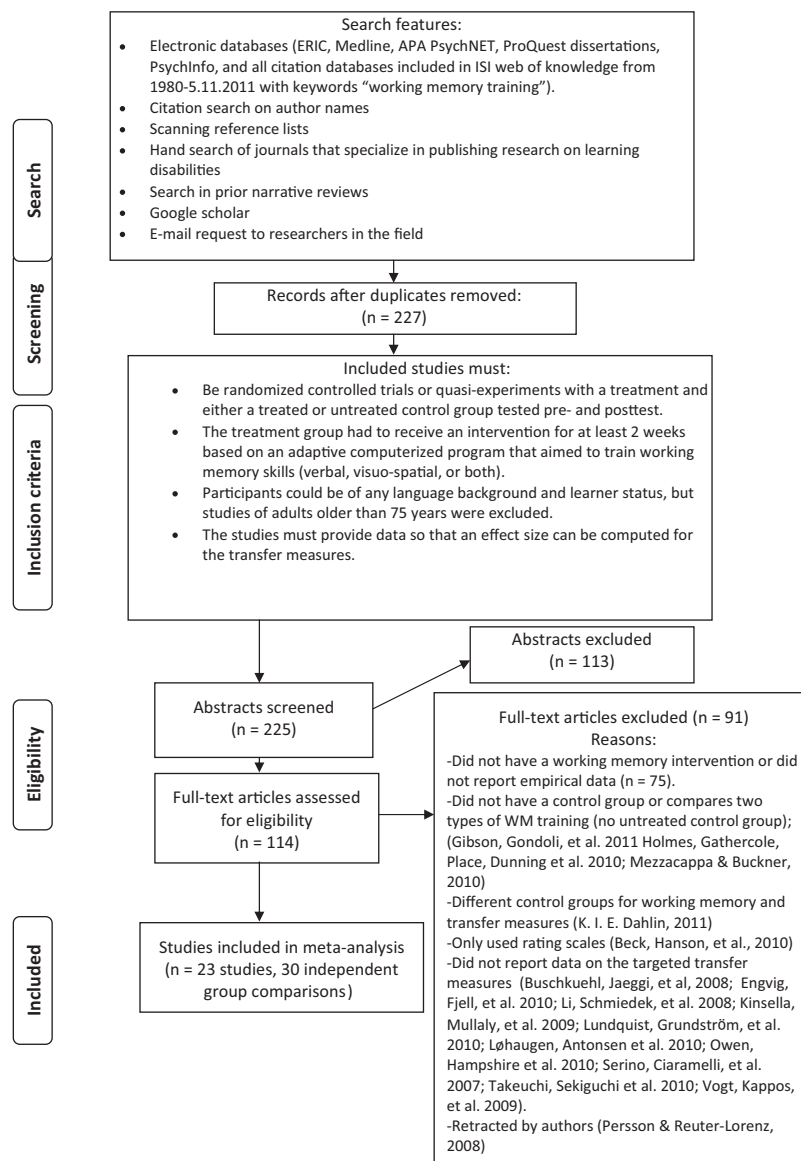 Search features:
• Electronic databases (ERIC, Medline, APA PsychNET, ProQuest dissertations,
PsychInfo, and all citation databases included in ISI web of knowledge from
1980-5.11.2011 with keywords “working memory training”).
• Citation search on author names
• Scanning reference lists
• Hand search of journals that specialize in publishing research on learning
disabilities
• Search in prior narrative reviews
• Google scholar
• E-mail request to researchers in the field
Search
Records after duplicates removed:
(n = 227)
Screening
Included studies must:
• Be randomized controlled trials or quasi-experiments with a treatment and
either a treated or untreated control group tested pre- and posttest.
• The treatment group had to receive an intervention for at least 2 weeks
based on an adaptive computerized program that aimed to train working
memory skills (verbal, visuo-spatial, or both).
• Participants could be of any language background and learner status, but
studies of adults older than 75 years were excluded.
• The studies must provide data so that an effect size can be computed for
the transfer measures.
Inclusion criteria
Abstracts excluded
(n = 113)
Abstracts screened
(n = 225)
Eligibility
Full-text articles assessed
for eligibility
(n = 114)
Full-text articles excluded (n = 91)
Reasons:
-Did not have a working memory intervention or did
not report empirical data (n = 75).
-Did not have a control group or compares two
types of WM training (no untreated control group);
(Gibson, Gondoli, et al. 2011 Holmes, Gathercole,
Place, Dunning et al. 2010; Mezzacappa & Buckner,
2010)
-Different control groups for working memory and
transfer measures (K. I. E. Dahlin, 2011)
-Only used rating scales (Beck, Hanson, et al., 2010)
-Did not report data on the targeted transfer
measures (Buschkuehl, Jaeggi, et al, 2008; Engvig,
Fjell, et al. 2010; Li, Schmiedek, et al. 2008; Kinsella,
Mullaly, et al. 2009; Lundquist, Grundström, et al.
2010; Løhaugen, Antonsen et al. 2010; Owen,
Hampshire et al. 2010; Serino, Ciaramelli, et al.
2007; Takeuchi, Sekiguchi et al. 2010; Vogt, Kappos,
et al. 2009).
-Retracted by authors (Persson & Reuter-Lorenz,
2008)
Included
Studies included in meta-analysis
(n = 23 studies, 30 independent
group comparisons)